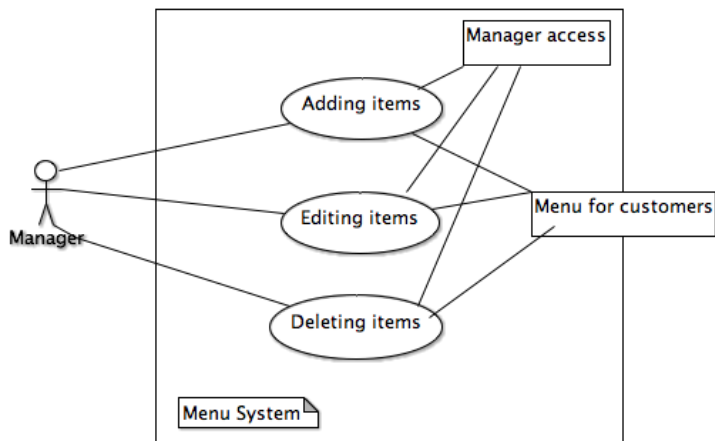 Manager access
Adding items
Editing items
Menu for customers
Manager
Deleting items
Menu System